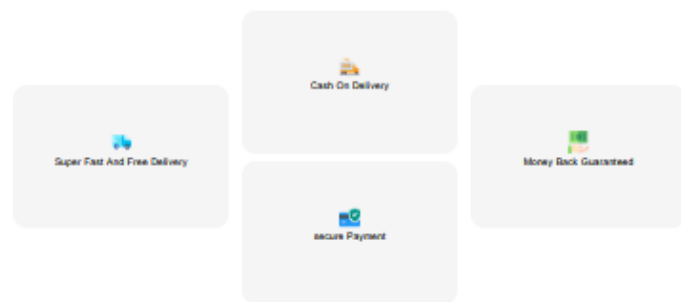 Cash On Delivery
Super Fast And Free Delivery
Money Back Guaranteed
secure Payment